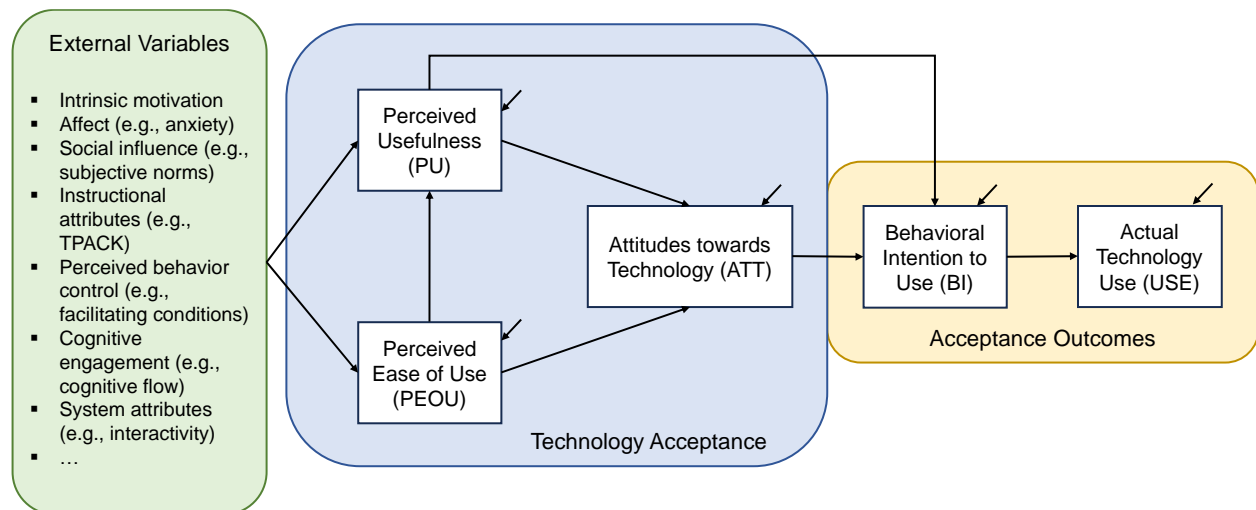 External Variables
▪ Intrinsic motivation
▪ Affect (e.g., anxiety)
▪ Social influence (e.g.,
subjective norms)
▪ Instructional
attributes (e.g.,
TPACK)
▪ Perceived behavior
control (e.g.,
facilitating conditions)
▪ Cognitive
engagement (e.g.,
cognitive flow)
▪ System attributes
(e.g., interactivity)
▪ …
Perceived
Usefulness
(PU)
Perceived
Ease of Use
(PEOU)
Attitudes towards
Technology (ATT)
Technology Acceptance
Behavioral
Intention to
Use (BI)
Actual
Technology
Use (USE)
Acceptance Outcomes